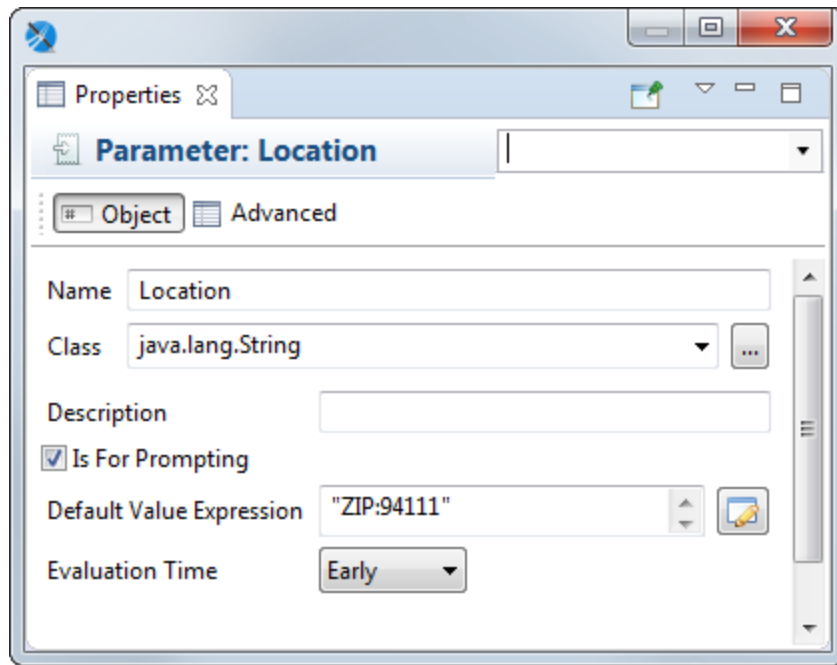 Properties
Parameter: Location
Object Advanced
Name Location
Class java.lang.String ...
Description
Is For Prompting
Default Value Expression "ZIP:94111"
Evaluation Time Early